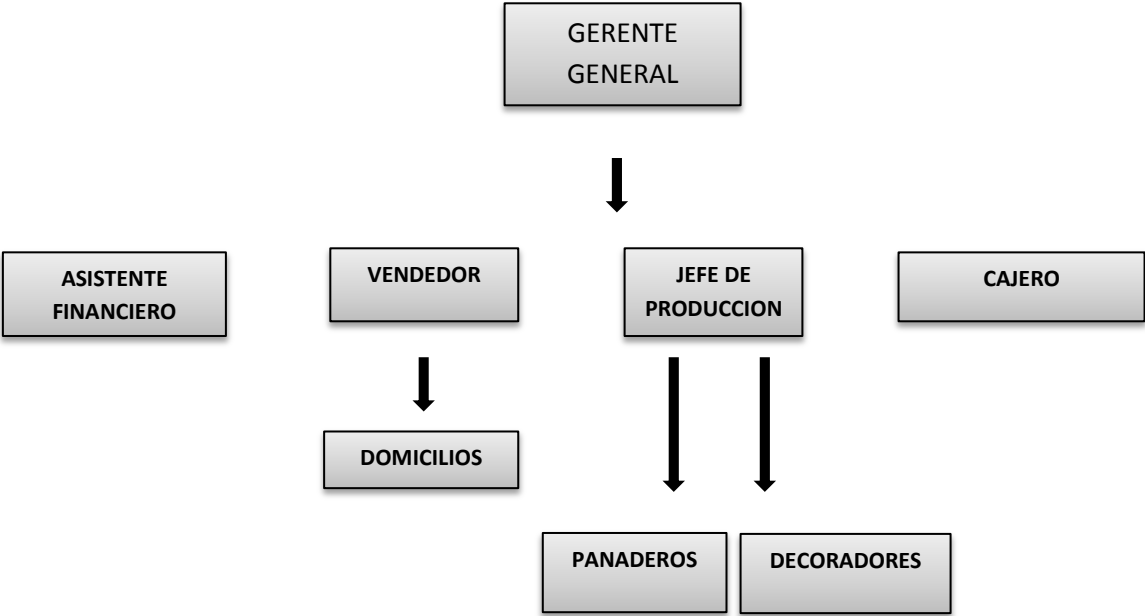 GERENTE
GENERAL
ASISTENTE
FINANCIERO
VENDEDOR
JEFE DE
PRODUCCION
CAJERO
DOMICILIOS
PANADEROS
DECORADORES